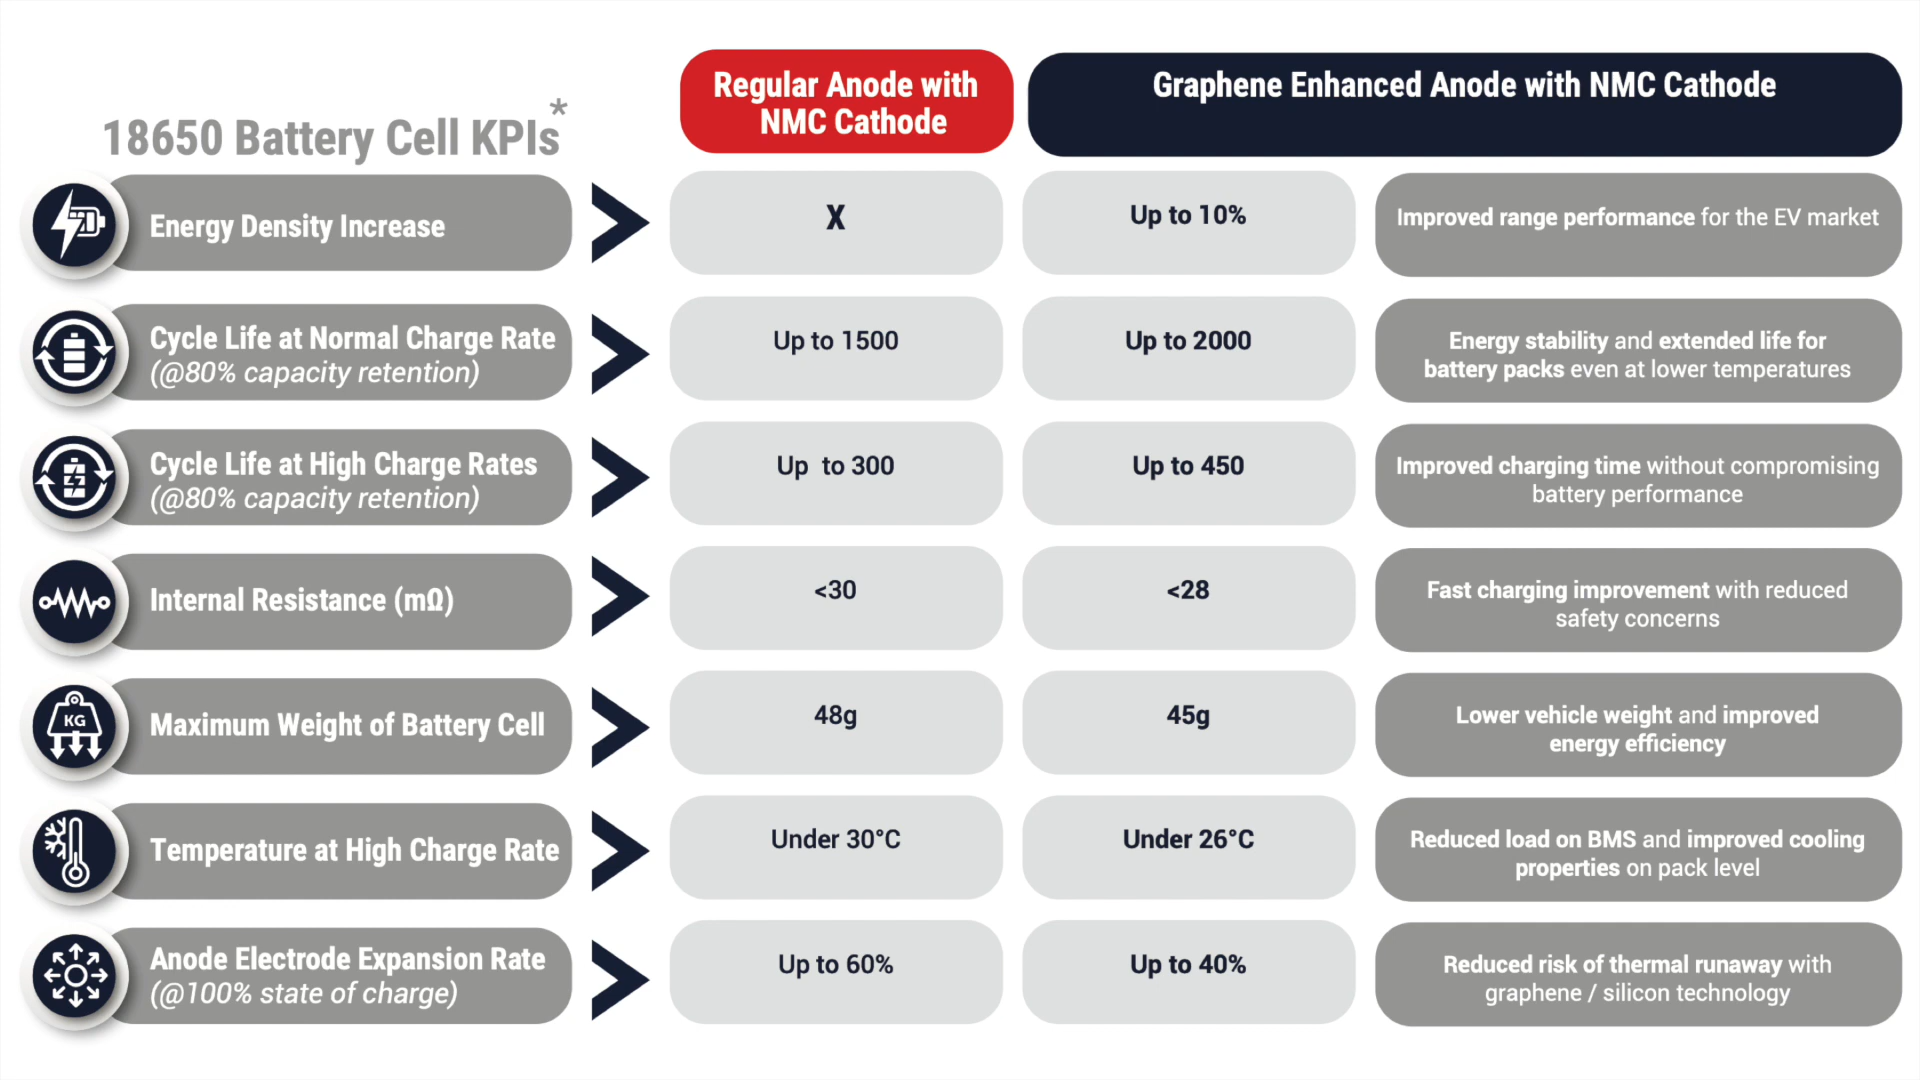 Regular Anode with
NMC Cathode
Graphene Enhanced Anode with NMC Cathode
18650 Battery Cell KPIs*
Energy Density Increase
X
Up to 10%
Improved range performance for the EV market
Cycle Life at Normal Charge Rate
(@80% capacity retention)
Up to 1500
Up to 2000
Energy stability and extended life for
battery packs even at lower temperatures
Cycle Life at High Charge Rates
(@80% capacity retention)
Up  to 300
Up to 450
Improved charging time without compromising
battery performance
Internal Resistance (mΩ)
<30
<28
Fast charging improvement with reduced
safety concerns
KG
Maximum Weight of Battery Cell
48g
45g
Lower vehicle weight and improved
energy efficiency
Temperature at High Charge Rate
Under 30°C
Under 26°C
Reduced load on BMS and improved cooling
properties on pack level
Anode Electrode Expansion Rate
(@100% state of charge)
Up to 60%
Up to 40%
Reduced risk of thermal runaway with
graphene / silicon technology